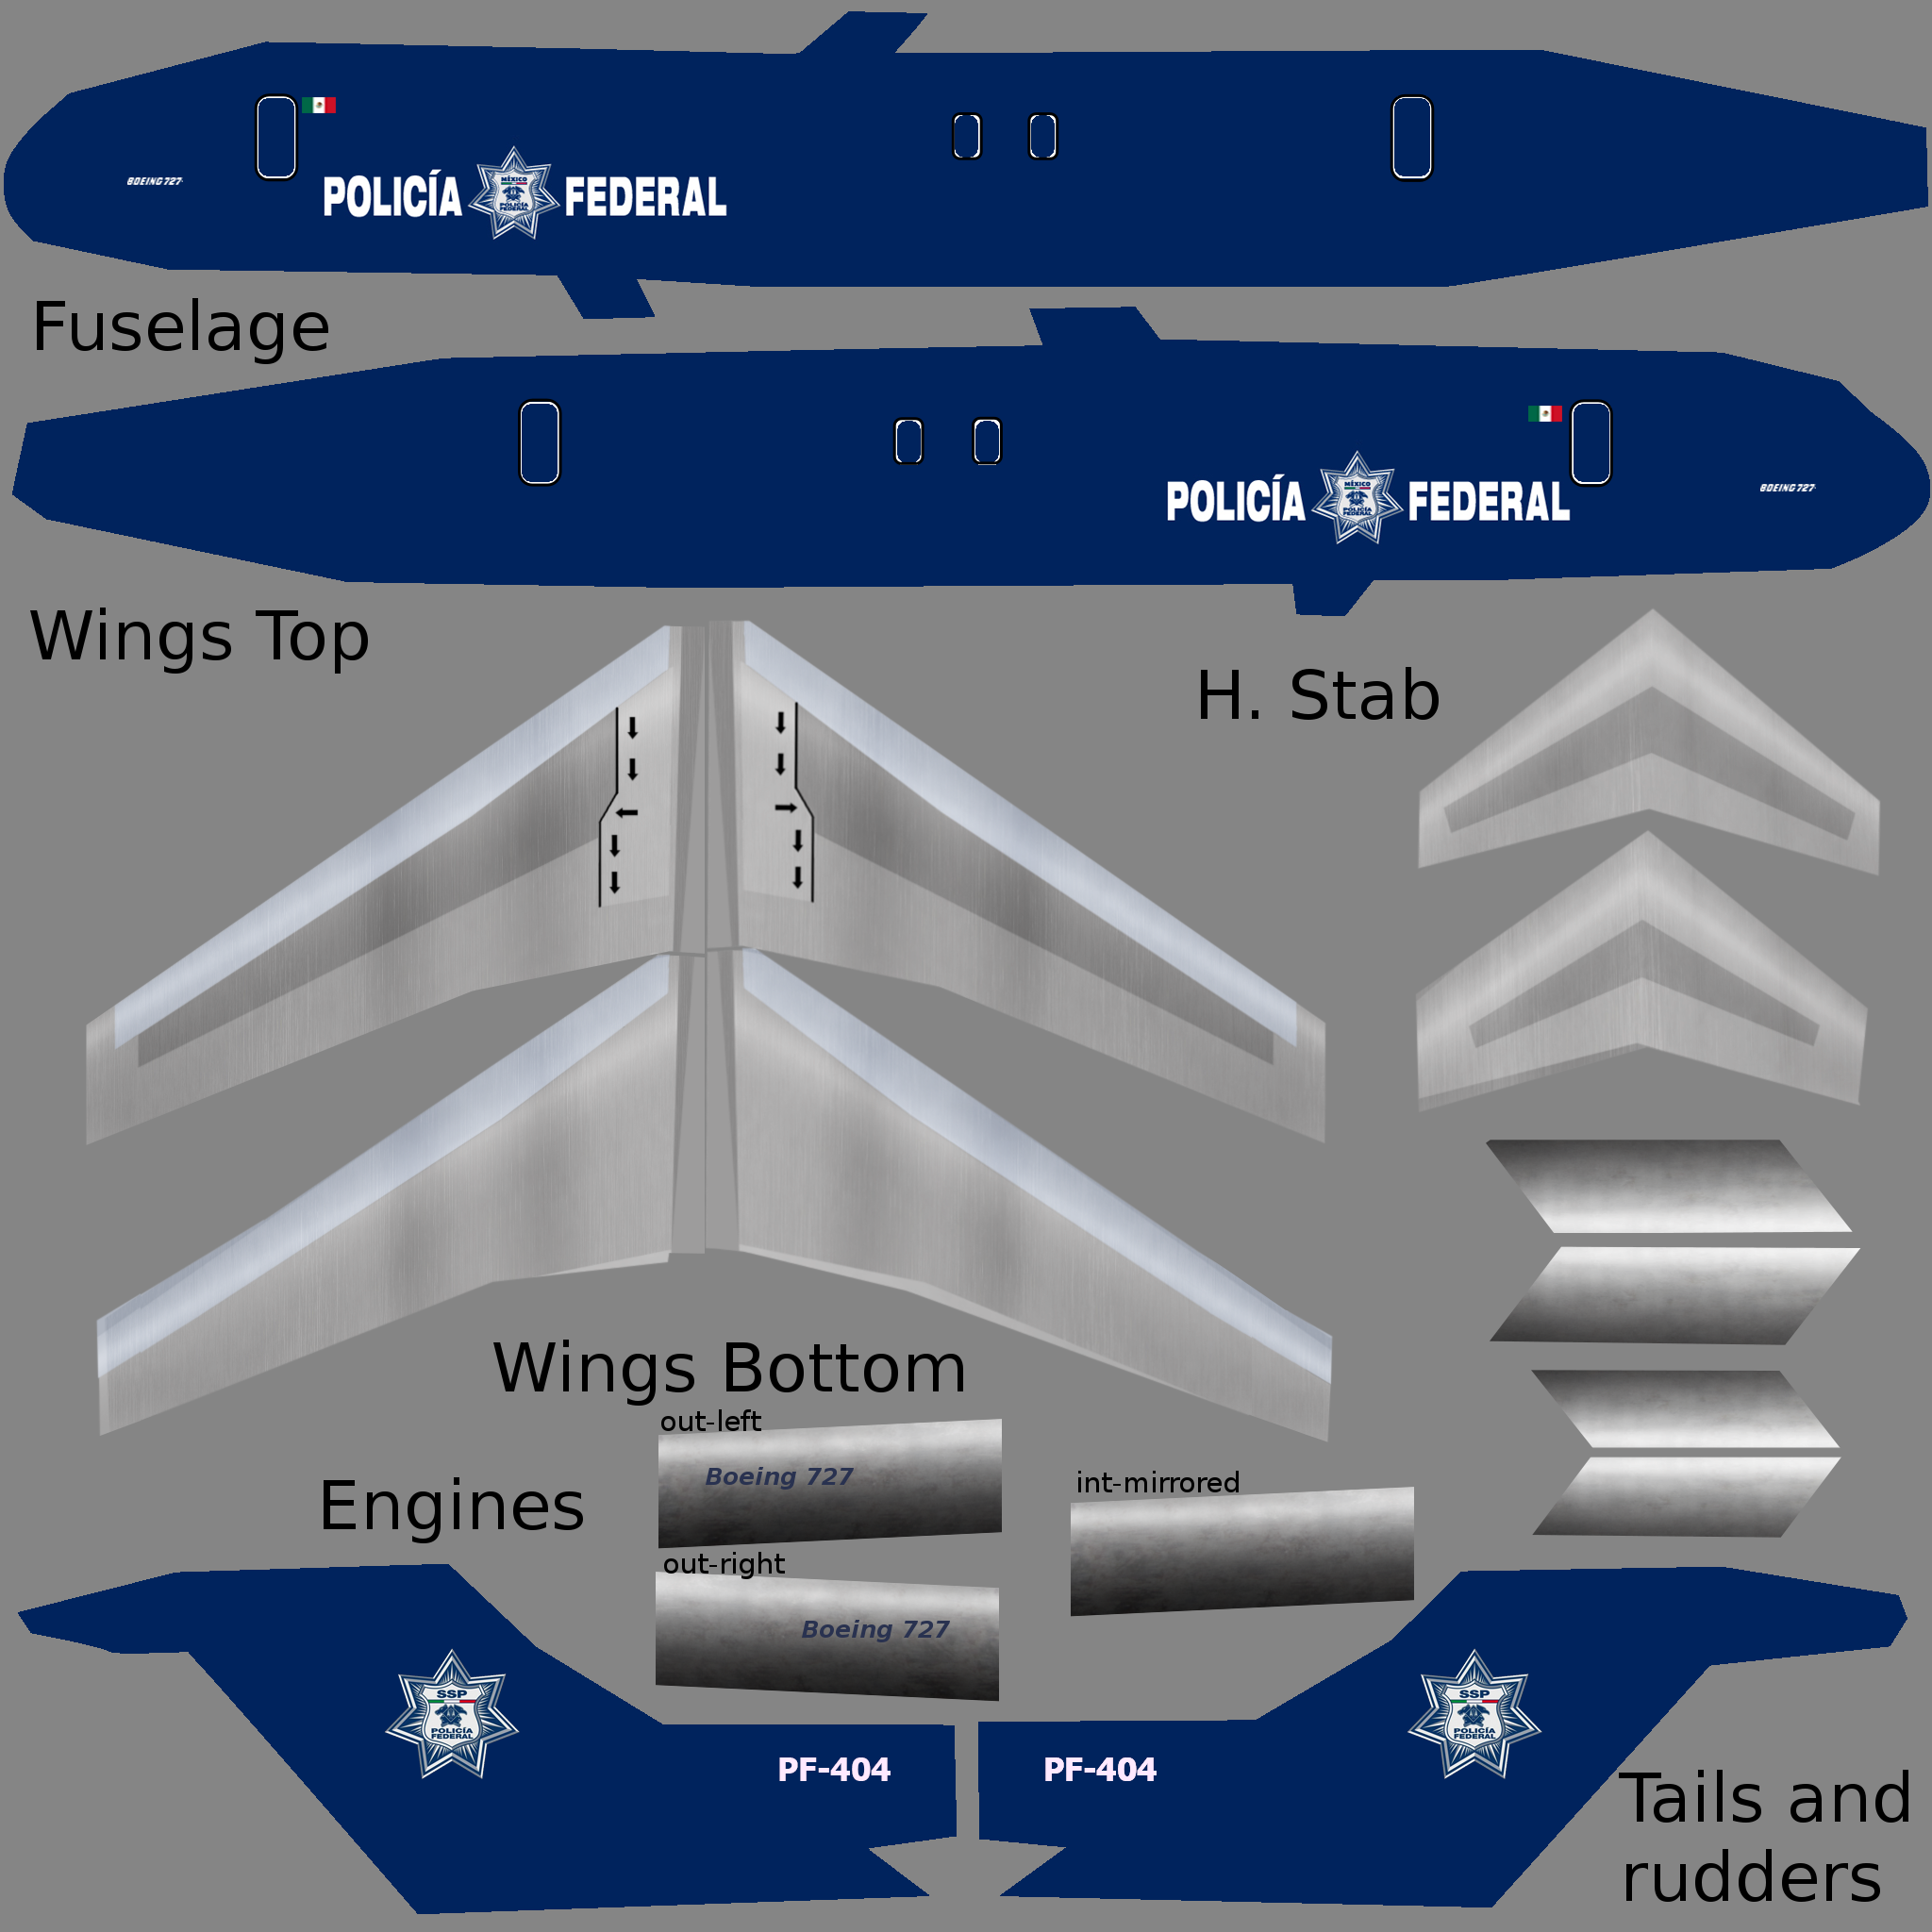 BOEING 727
POLICÍA
MÉXICO
POLICÍA
FEDERAL
FEDERAL
Fuselage
POLICÍA
MÉXICO
POLICÍA
FEDERAL
FEDERAL
BOEING 727
Wings Top
H. Stab
Wings Bottom
out-left
Boeing 727
Engines
int-mirrored
out-right
Boeing 727
SSP
POLICÍA
FEDERAL
PF-404
PF-404
SSP
POLICÍA
FEDERAL
Tails and
rudders